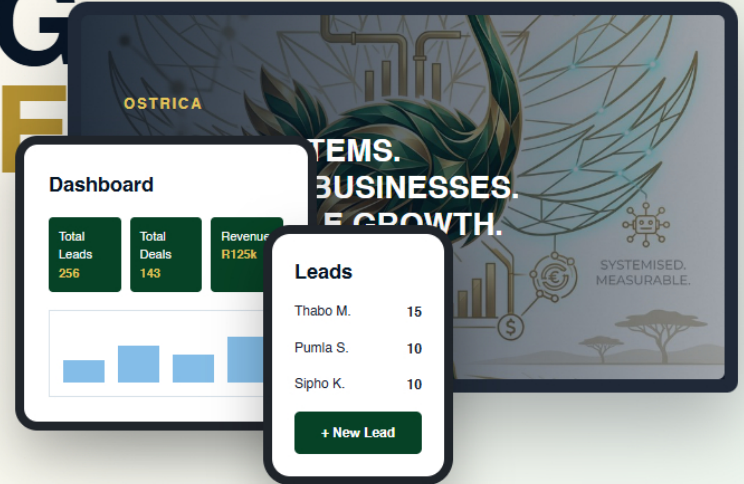 G
E
OSTRICA
TEMS.
BUSINESSES.
E GROWTH.
SYSTEMISED.
MEASURABLE.
Dashboard
Total Leads
256
Total Deals
143
Revenue
R125k
Leads
Thabo M. 15
Pumla S. 10
Sipho K. 10
+ New Lead